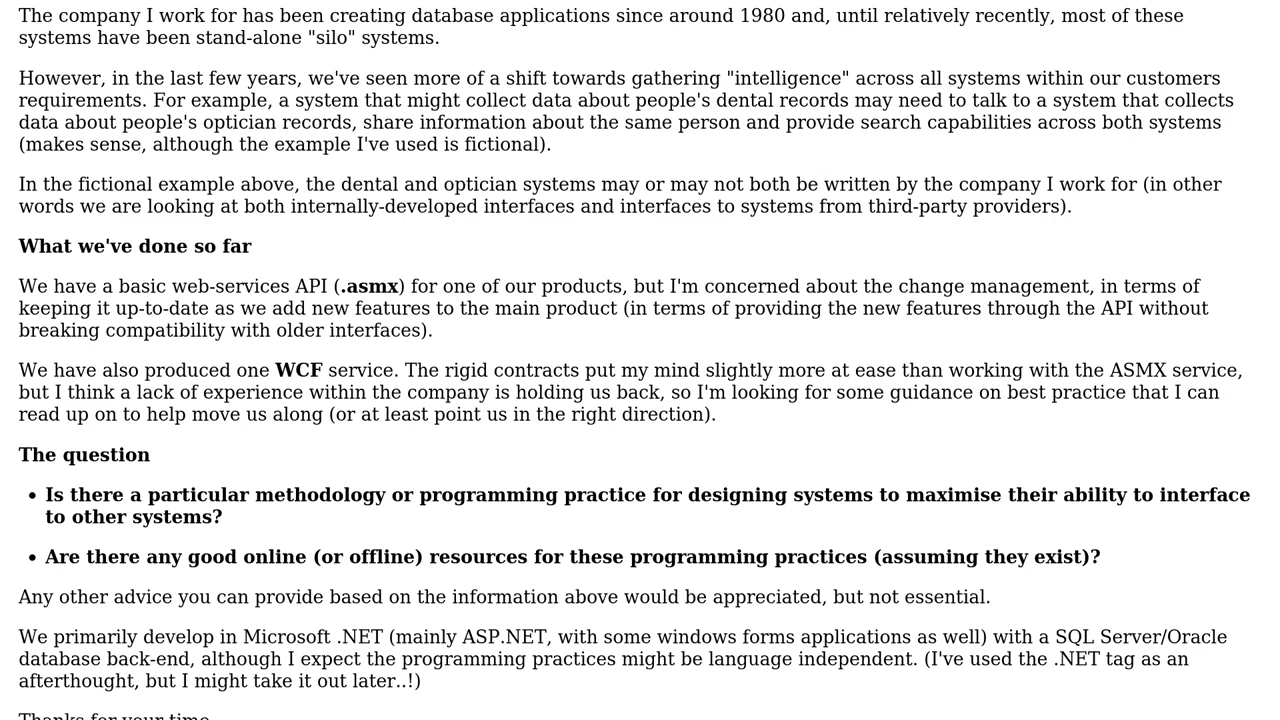 The company I work for has been creating database applications since around 1980 and, until relatively recently, most of these
systems have been stand-alone "silo" systems.
However, in the last few years, we've seen more of a shift towards gathering "intelligence" across all systems within our customers
requirements. For example, a system that might collect data about people's dental records may need to talk to a system that collects
data about people's optician records, share information about the same person and provide search capabilities across both systems
(makes sense, although the example I've used is fictional).
In the fictional example above, the dental and optician systems may or may not both be written by the company I work for (in other
words we are looking at both internally-developed interfaces and interfaces to systems from third-party providers).
What we've done so far
We have a basic web-services API (.asmx) for one of our products, but I'm concerned about the change management, in terms of
keeping it up-to-date as we add new features to the main product (in terms of providing the new features through the API without
breaking compatibility with older interfaces).
We have also produced one WCF service. The rigid contracts put my mind slightly more at ease than working with the ASMX service,
but I think a lack of experience within the company is holding us back, so I'm looking for some guidance on best practice that I can
read up on to help move us along (or at least point us in the right direction).
The question
• Is there a particular methodology or programming practice for designing systems to maximise their ability to interface
to other systems?
• Are there any good online (or offline) resources for these programming practices (assuming they exist)?
Any other advice you can provide based on the information above would be appreciated, but not essential.
We primarily develop in Microsoft .NET (mainly ASP.NET, with some windows forms applications as well) with a SQL Server/Oracle
database back-end, although I expect the programming practices might be language independent. (I've used the .NET tag as an
afterthought, but I might take it out later..!)
Thanks for your time